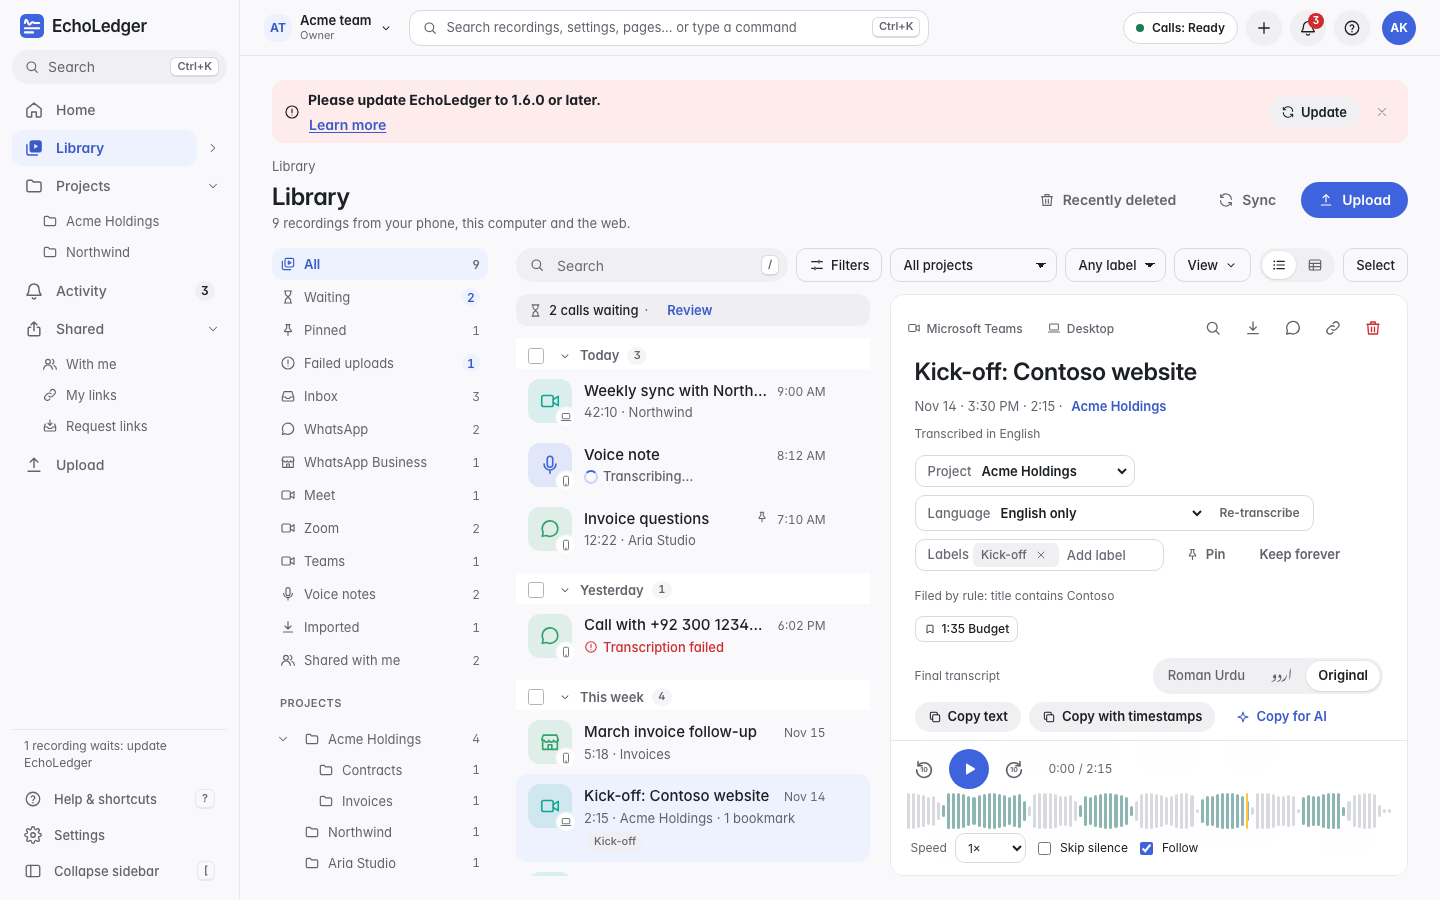 EchoLedger
Search Ctrl+K
Home
Library
Projects
Acme Holdings
Northwind
Activity 3
Shared
With me
My links
Request links
Upload
1 recording waits: update
EchoLedger
Help & shortcuts ?
Settings
Collapse sidebar [
AT Acme team
Owner
Search recordings, settings, pages... or type a command Ctrl+K
Calls: Ready
3
AK
Please update EchoLedger to 1.6.0 or later.
Learn more
Update
Library
Library
9 recordings from your phone, this computer and the web.
Recently deleted Sync Upload
All 9
Waiting 2
Pinned 1
Failed uploads 1
Inbox 3
WhatsApp 2
WhatsApp Business 1
Meet 1
Zoom 2
Teams 1
Voice notes 2
Imported 1
Shared with me 2
PROJECTS
Acme Holdings 4
Contracts 1
Invoices 1
Northwind 1
Aria Studio 1
Search / Filters All projects Any label View Select
2 calls waiting · Review
Today 3
Weekly sync with North... 9:00 AM
42:10 · Northwind
Voice note 8:12 AM
Transcribing...
Invoice questions 7:10 AM
12:22 · Aria Studio
Yesterday 1
Call with +92 300 1234... 6:02 PM
Transcription failed
This week 4
March invoice follow-up Nov 15
5:18 · Invoices
Kick-off: Contoso website Nov 14
2:15 · Acme Holdings · 1 bookmark
Kick-off
Microsoft Teams Desktop
Kick-off: Contoso website
Nov 14 · 3:30 PM · 2:15 · Acme Holdings
Transcribed in English
Project Acme Holdings
Language English only Re-transcribe
Labels Kick-off Add label Pin Keep forever
Filed by rule: title contains Contoso
1:35 Budget
Final transcript Roman Urdu اردو Original
Copy text Copy with timestamps Copy for AI
10 10 0:00 / 2:15
Speed 1× Skip silence Follow